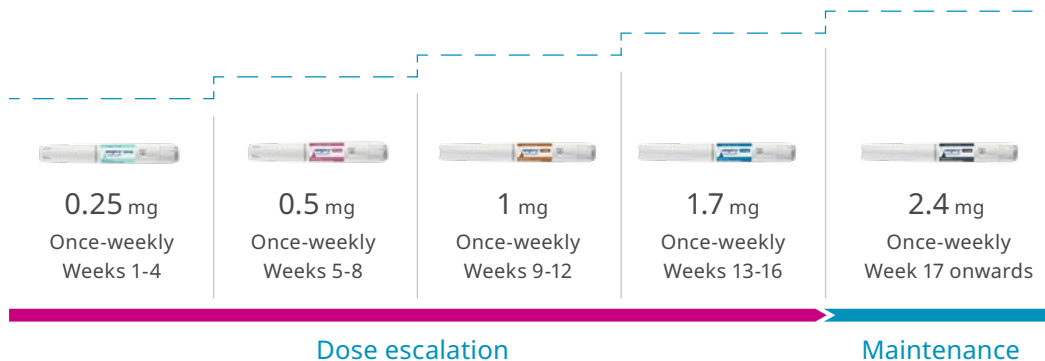 0.25 mg
Once-weekly
Weeks 1-4
0.5 mg
Once-weekly
Weeks 5-8
1 mg
Once-weekly
Weeks 9-12
1.7 mg
Once-weekly
Weeks 13-16
2.4 mg
Once-weekly
Week 17 onwards
Dose escalation
Maintenance